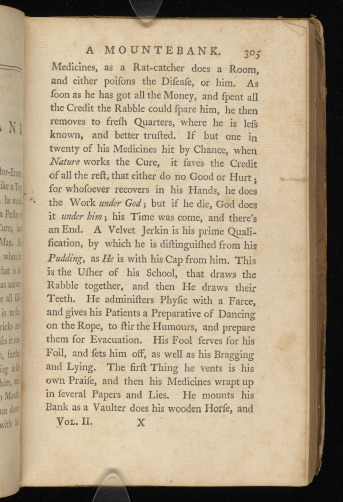 A MOUNTEBANK. 305
Medicines, as a Rat-catcher does a Room,
and either poiſons the Diſeaſe, or him. As
ſoon as he has got all the Money, and ſpent all
the Credit the Rabble could ſpare him, he then
removes to freſh Quarters, where he is leſs
known, and better truſted. If but one in
twenty of his Medicines hit by Chance, when
Nature works the Cure, it ſaves the Credit
of all the reſt, that either do no Good or Hurt;
for whoſoever recovers in his Hands, he does
the Work under God; but if he die, God does
it under him; his Time was come, and there's
an End. A Velvet Jerkin is his prime Quali-
fication, by which he is diſtinguiſhed from his
Pudding, as He is with his Cap from him. This
is the Uſher of his School, that draws the
Rabble together, and then He draws their
Teeth. He adminiſters Phyſic with a Farce,
and gives his Patients a Preparative of Dancing
on the Rope, to ſtir the Humours, and prepare
them for Evacuation. His Fool ſerves for his
Foil, and ſets him off, as well as his Bragging
and Lying. The firſt Thing he vents is his
own Praiſe, and then his Medicines wrapt up
in ſeveral Papers and Lies. He mounts his
Bank as a Vaulter does his wooden Horſe, and
VOL. II. X